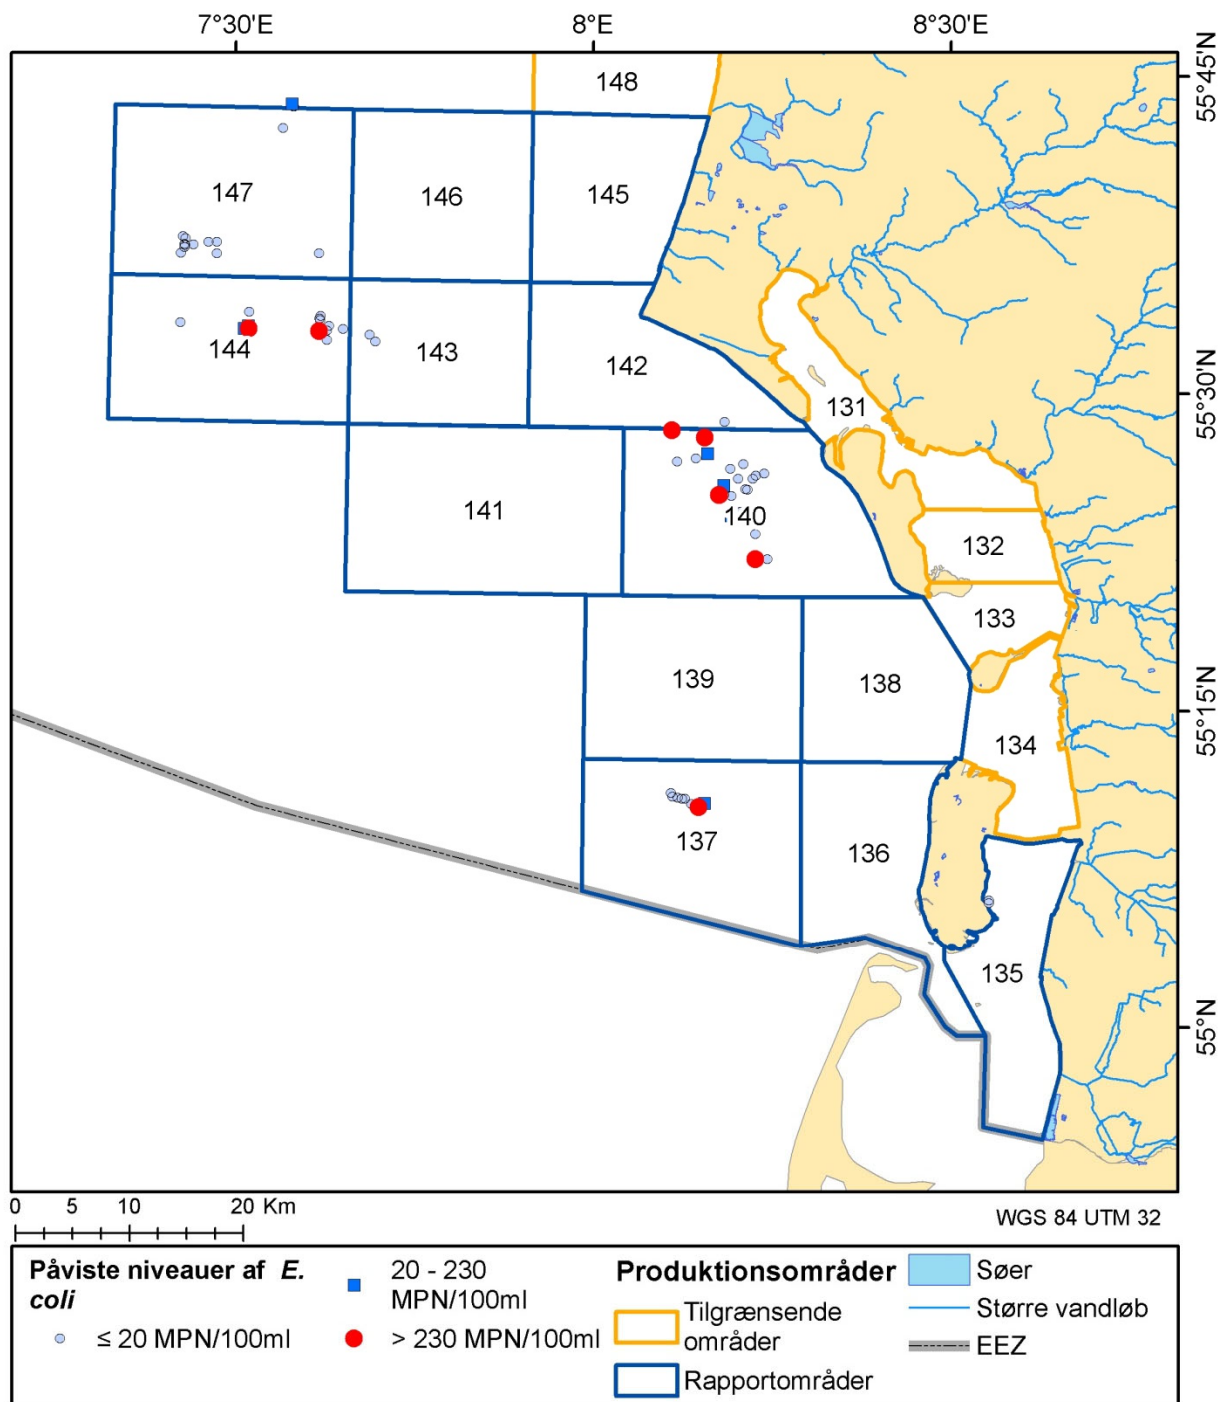 7°30'E 8°E 8°30'E
55°45'N
148
147 146 145
55°30'N
144 143 142
131
141 140
132
133
55°15'N
139 138
134
137 136
55°N
135
0 5 10 20 Km
WGS 84 UTM 32
Påviste niveauer af E.
coli
≤ 20 MPN/100ml
20 - 230
MPN/100ml
> 230 MPN/100ml
Produktionsområder
Tilgrænsende
områder
Rapportområder
Søer
Større vandløb
EEZ